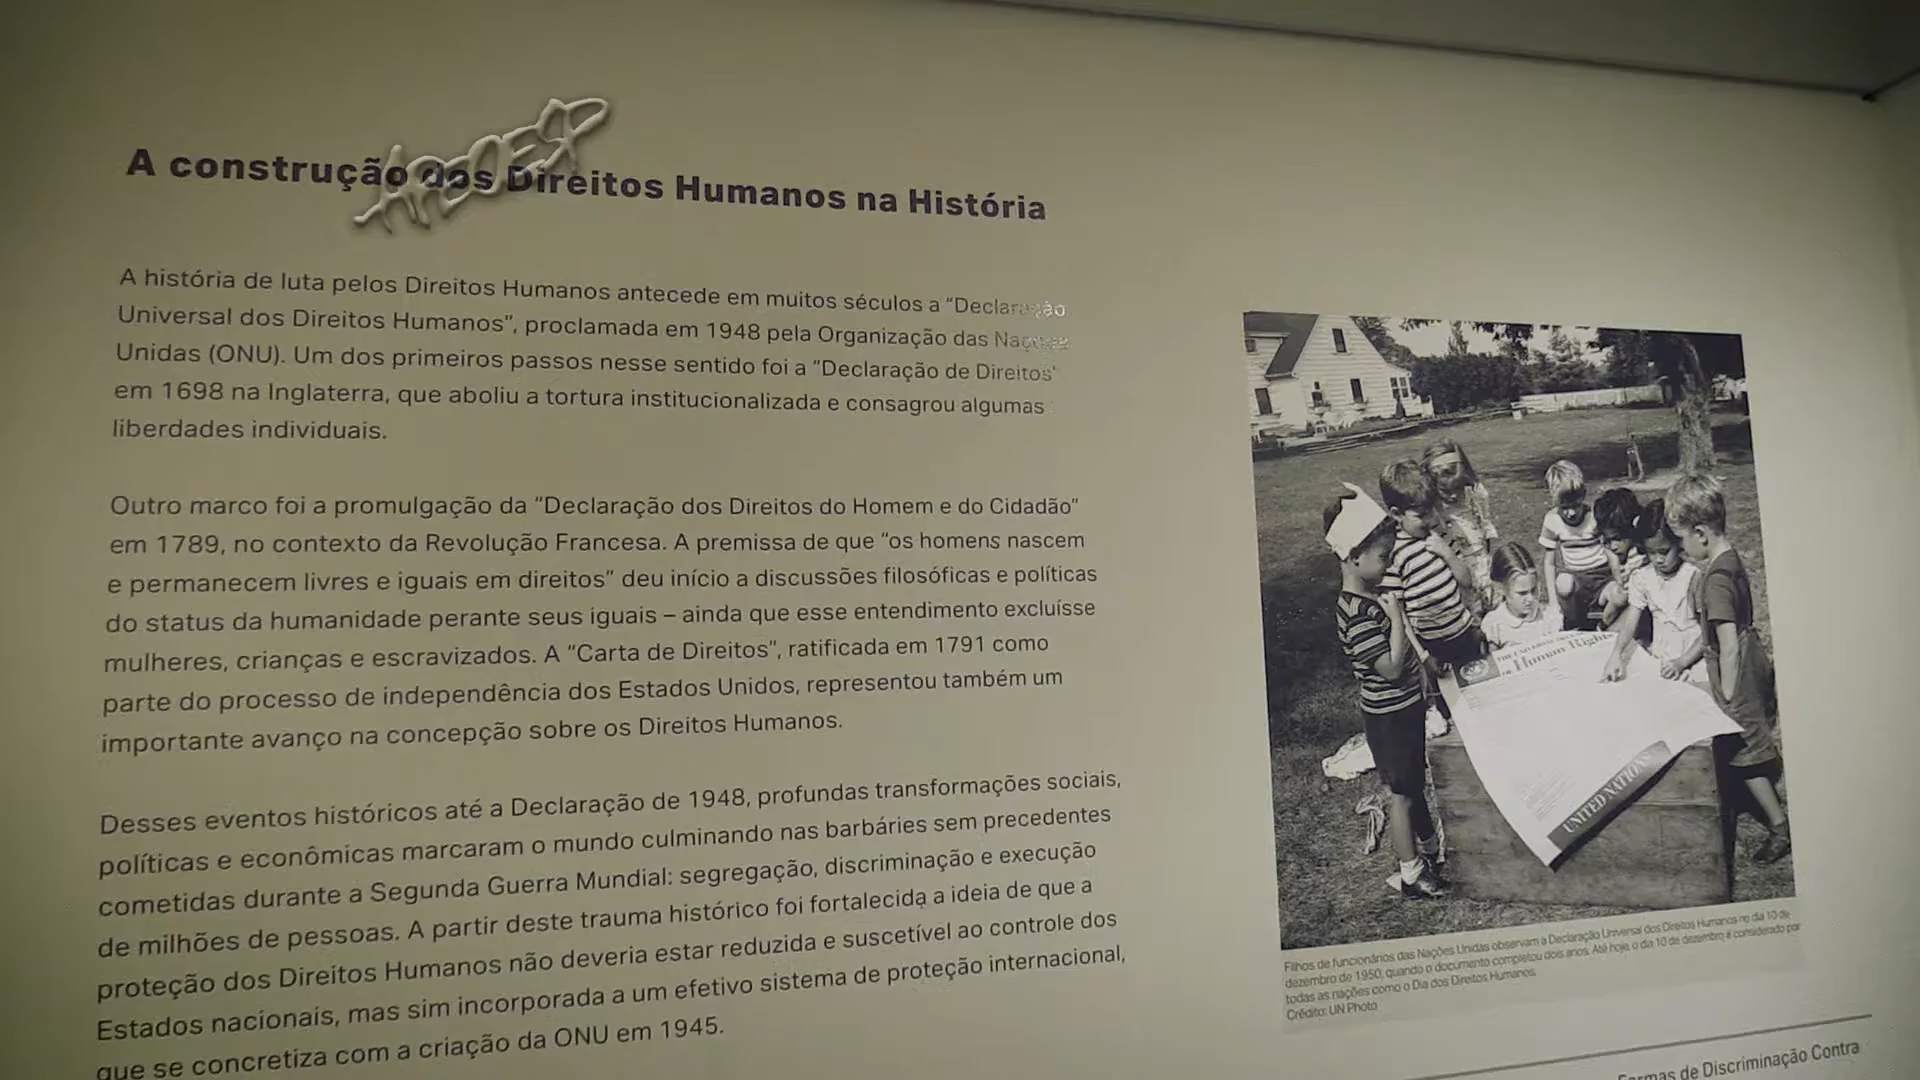 APEOESP
A construção dos Direitos Humanos na História
A história de luta pelos Direitos Humanos antecede em muitos séculos a “Declaração
Universal dos Direitos Humanos”, proclamada em 1948 pela Organização das Nações
Unidas (ONU). Um dos primeiros passos nesse sentido foi a “Declaração de Direitos”
em 1698 na Inglaterra, que aboliu a tortura institucionalizada e consagrou algumas
liberdades individuais.
Outro marco foi a promulgação da “Declaração dos Direitos do Homem e do Cidadão”
em 1789, no contexto da Revolução Francesa. A premissa de que “os homens nascem
e permanecem livres e iguais em direitos” deu início a discussões filosóficas e políticas
do status da humanidade perante seus iguais – ainda que esse entendimento excluísse
mulheres, crianças e escravizados. A “Carta de Direitos”, ratificada em 1791 como
parte do processo de independência dos Estados Unidos, representou também um
importante avanço na concepção sobre os Direitos Humanos.
Desses eventos históricos até a Declaração de 1948, profundas transformações sociais,
políticas e econômicas marcaram o mundo culminando nas barbáries sem precedentes
cometidas durante a Segunda Guerra Mundial: segregação, discriminação e execução
de milhões de pessoas. A partir deste trauma histórico foi fortalecida a ideia de que a
proteção dos Direitos Humanos não deveria estar reduzida e suscetível ao controle dos
Estados nacionais, mas sim incorporada a um efetivo sistema de proteção internacional,
que se concretiza com a criação da ONU em 1945.
Human Rights
UNITED NATIONS
Filhos de funcionários das Nações Unidas observam a Declaração Universal dos Direitos Humanos no dia 10 de
dezembro de 1950, quando o documento completou dois anos. Até hoje, o dia 10 de dezembro é considerado por
todas as nações como o Dia dos Direitos Humanos.
Crédito: UN Photo
Formas de Discriminação Contra